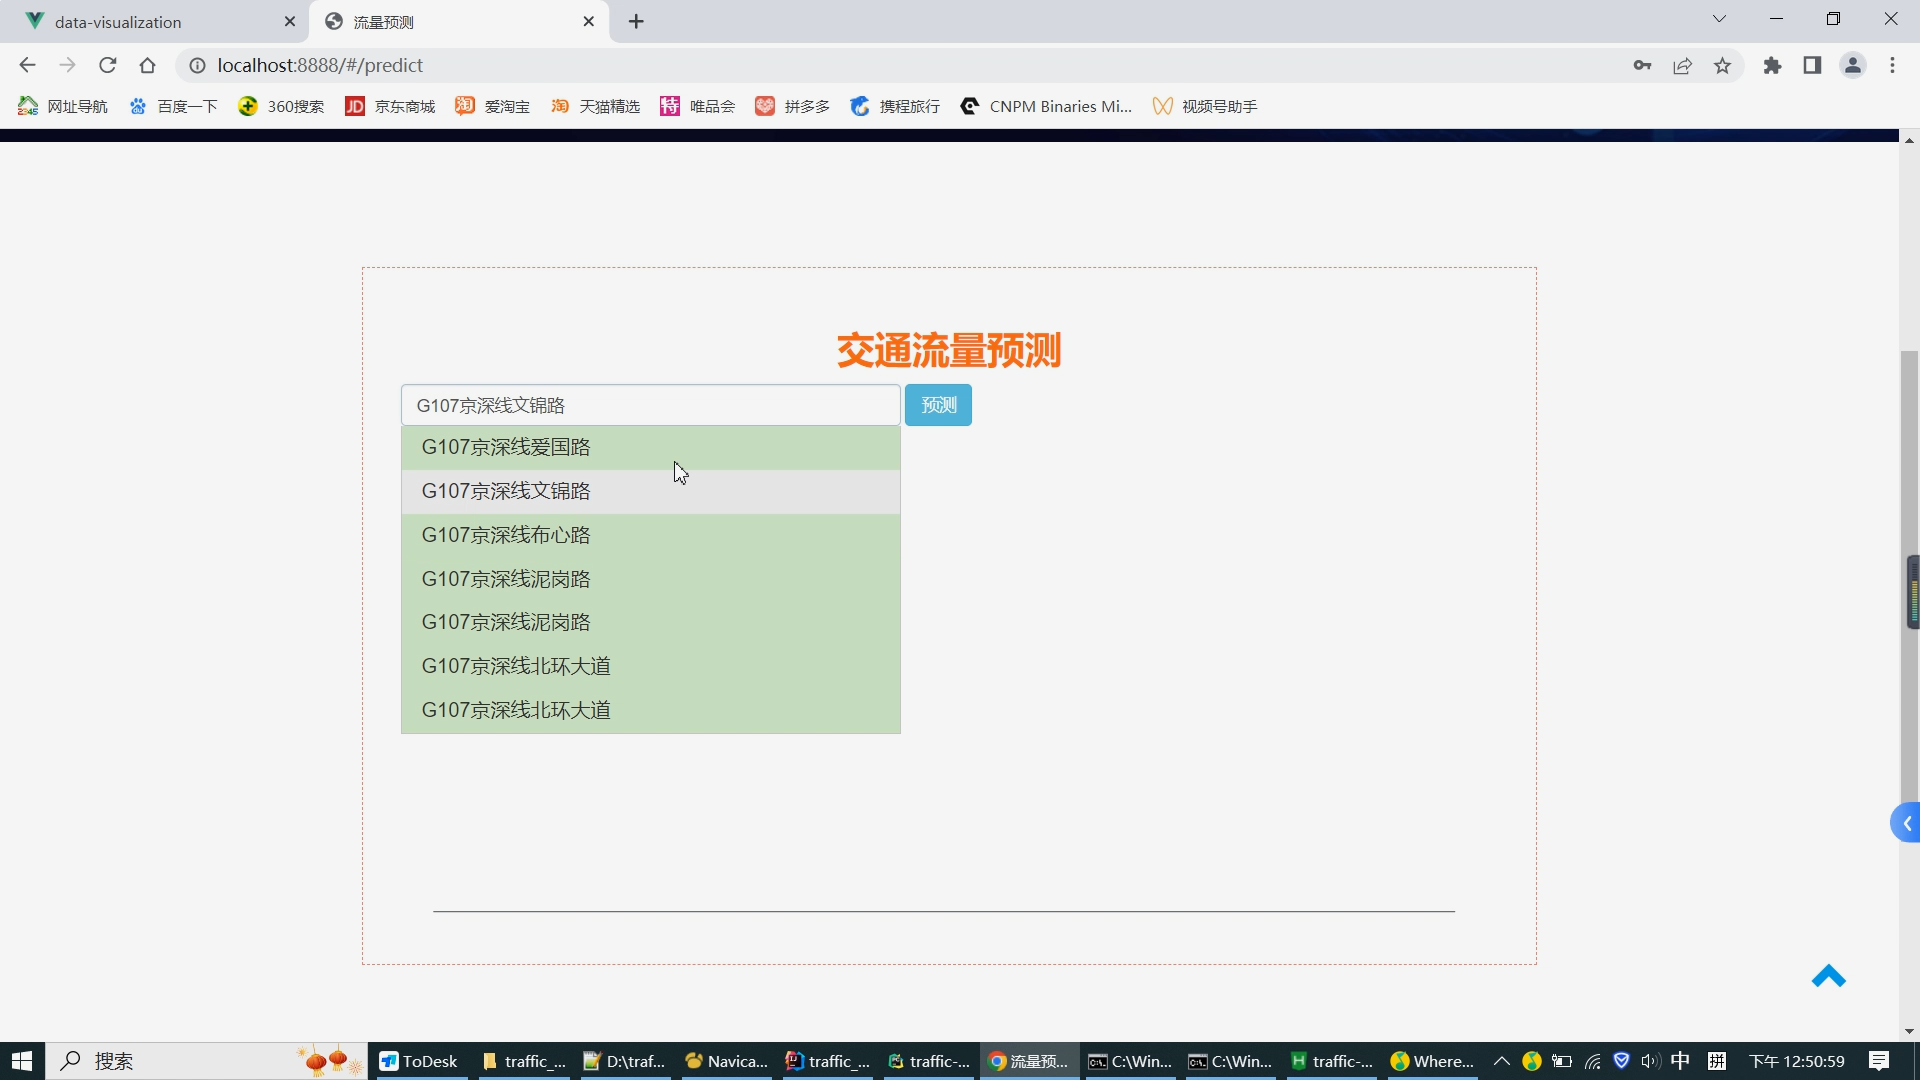 data-visualization
流量预测
localhost:8888/#/predict
网址导航
百度一下
360搜索
京东商城
爱淘宝
天猫精选
唯品会
拼多多
携程旅行
CNPM Binaries Mi...
视频号助手
交通流量预测
G107京深线文锦路
预测
G107京深线爱国路
G107京深线文锦路
G107京深线布心路
G107京深线泥岗路
G107京深线泥岗路
G107京深线北环大道
G107京深线北环大道
搜索
ToDesk
traffic_...
D:\traf...
Navica...
traffic_...
traffic-...
流量预...
C:\Win...
C:\Win...
traffic-...
Where...
中
拼
下午 12:50:59